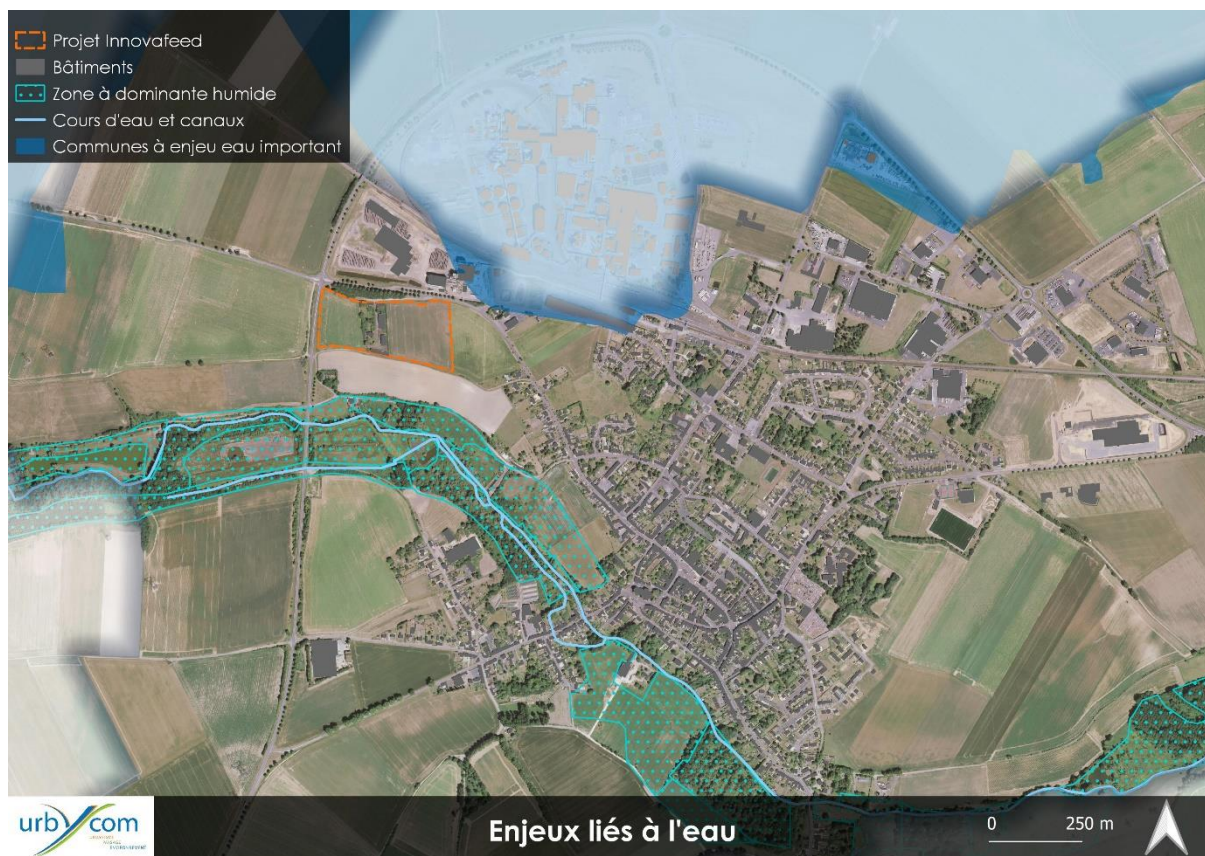 Projet Innovafeed
Bâtiments
Zone à dominante humide
Cours d'eau et canaux
Communes à enjeu eau important
urbycom
ENVIRONNEMENT
Enjeux liés à l'eau
0 250 m